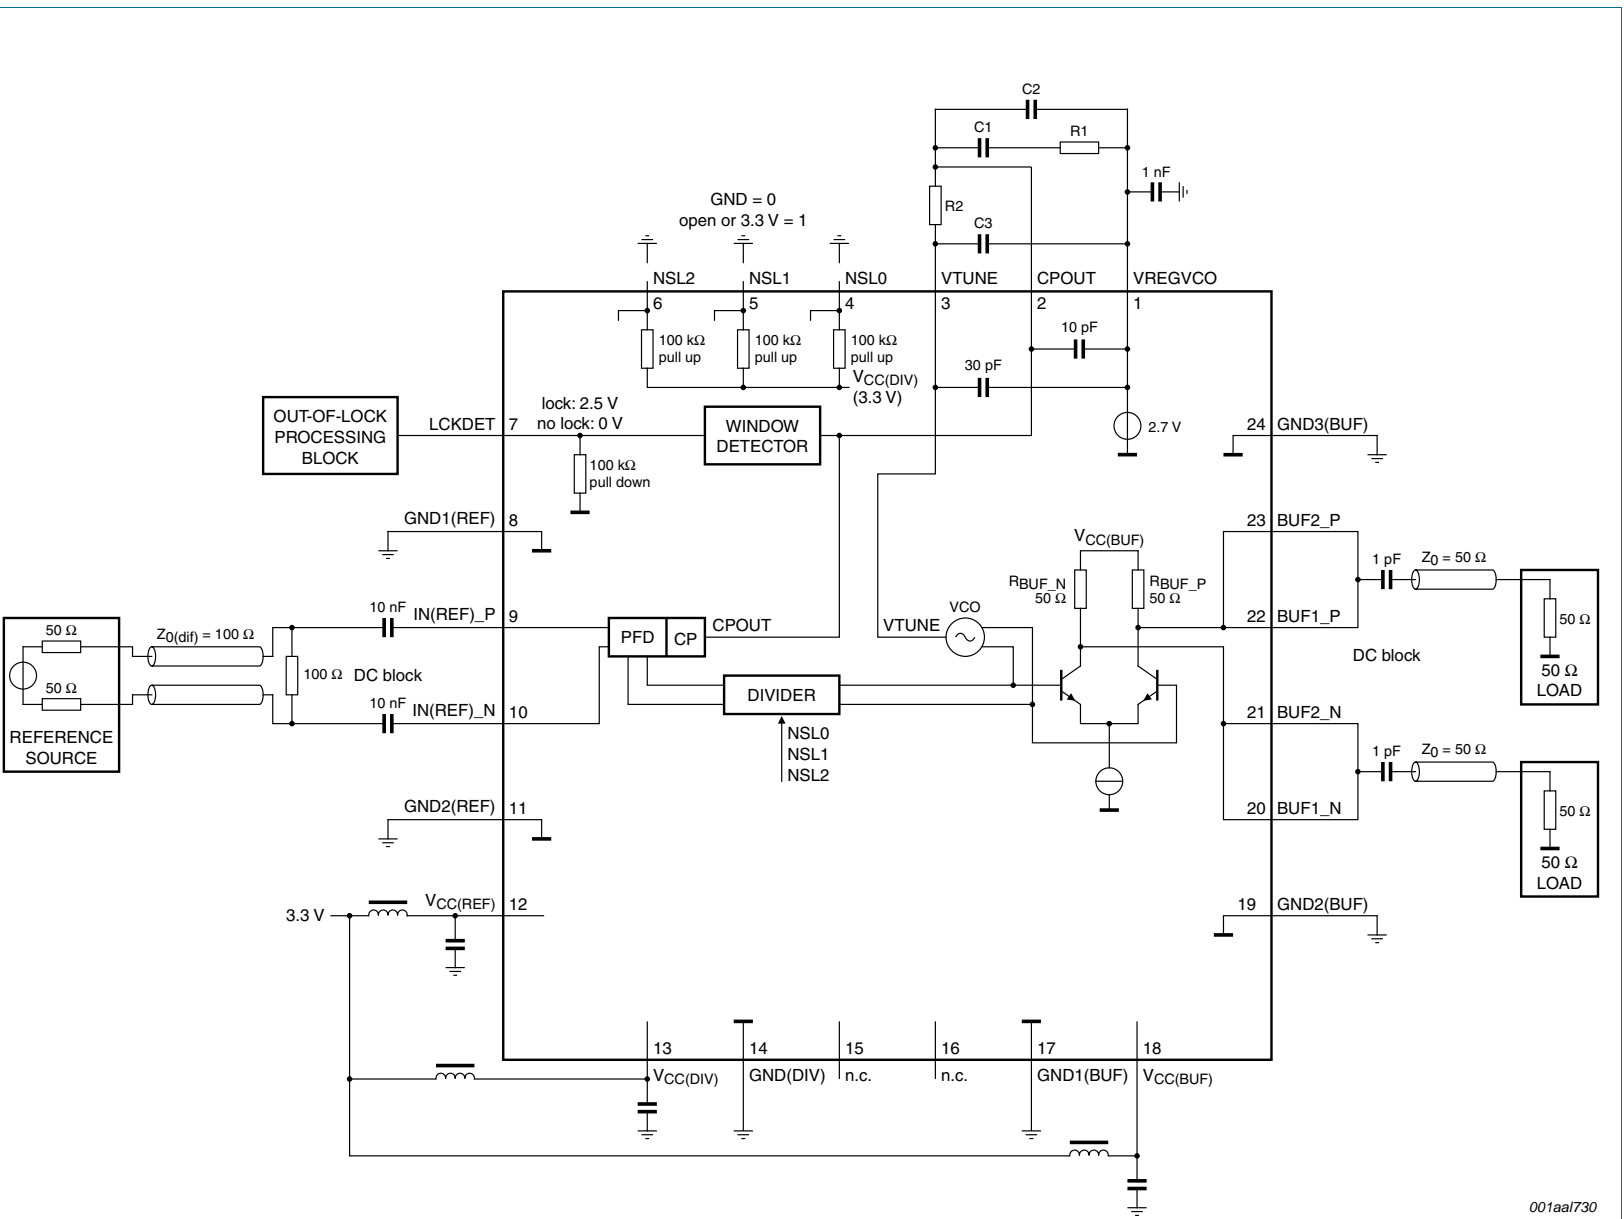 C2
C1
R1
1 nF
GND = 0
open or 3.3 V = 1
R2
C3
NSL2
NSL1
NSL0
VTUNE
CPOUT
VREGVCO
6
5
4
3
2
1
100 kΩ
pull up
100 kΩ
pull up
100 kΩ
pull up
10 pF
30 pF
VCC(DIV)
(3.3 V)
OUT-OF-LOCK
PROCESSING
BLOCK
LCKDET
7
lock: 2.5 V
no lock: 0 V
WINDOW
DETECTOR
2.7 V
24
GND3(BUF)
100 kΩ
pull down
GND1(REF)
8
23
BUF2_P
VCC(BUF)
RBUF_N
50 Ω
RBUF_P
50 Ω
1 pF
Z0 = 50 Ω
50 Ω
50 Ω
LOAD
22
BUF1_P
DC block
10 nF
IN(REF)_P
9
PFD
CP
CPOUT
VTUNE
VCO
50 Ω
Z0(dif) = 100 Ω
100 Ω
DC block
50 Ω
10 nF
IN(REF)_N
10
REFERENCE
SOURCE
DIVIDER
NSL0
NSL1
NSL2
21
BUF2_N
1 pF
Z0 = 50 Ω
50 Ω
50 Ω
LOAD
20
BUF1_N
GND2(REF)
11
3.3 V
VCC(REF)
12
19
GND2(BUF)
13
14
15
16
17
18
VCC(DIV)
GND(DIV)
n.c.
n.c.
GND1(BUF)
VCC(BUF)
001aal730